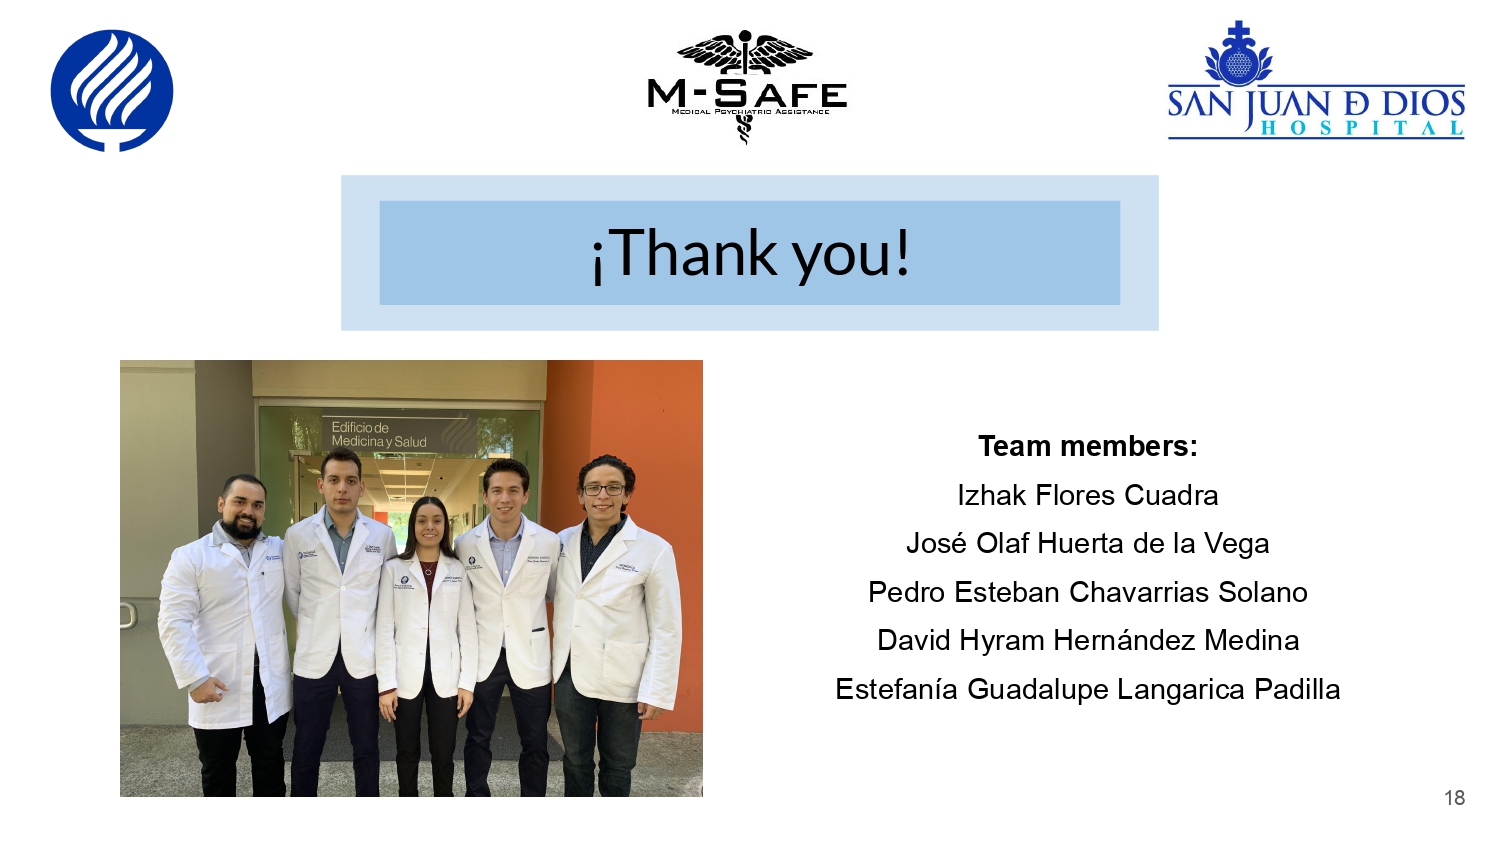 M-SAFE
MEDICAL PSYCHIATRIC ASSISTANCE
SAN JUAN D DIOS
HOSPITAL
¡Thank you!
Edificio de
Medicina y Salud
Team members:
Izhak Flores Cuadra
José Olaf Huerta de la Vega
Pedro Esteban Chavarrias Solano
David Hyram Hernández Medina
Estefanía Guadalupe Langarica Padilla
18